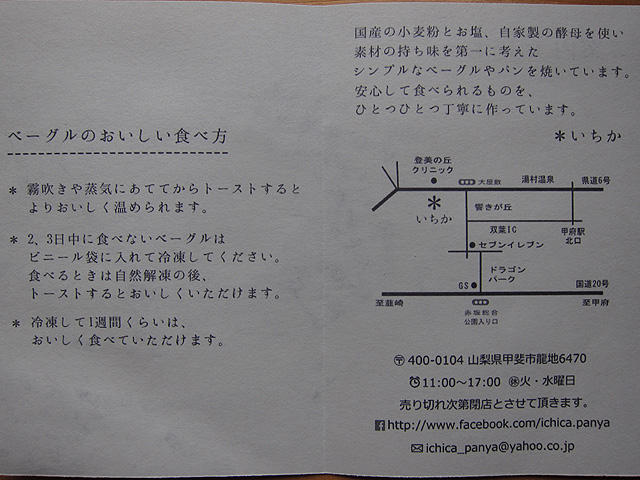 ベーグルのおいしい食べ方
＊ 霧吹きや蒸気にあててからトーストすると
よりおいしく温められます。
＊ 2、3日中に食べないベーグルは
ビニール袋に入れて冷凍してください。
食べるときは自然解凍の後、
トーストするとおいしくいただけます。
＊ 冷凍して1週間くらいは、
おいしく食べていただけます。
国産の小麦粉とお塩、自家製の酵母を使い
素材の持ち味を第一に考えた
シンプルなベーグルやパンを焼いています。
安心して食べられるものを、
ひとつひとつ丁寧に作っています。
＊いちか
登美の丘
クリニック
大屋敷
湯村温泉
県道6号
＊
いちか
響きが丘
双葉IC
甲府駅
北口
セブンイレブン
ドラゴン
パーク
GS
国道20号
至韮崎
至甲府
赤坂総合
公園入り口
〒400-0104 山梨県甲斐市龍地6470
11:00～17:00 ㊡火・水曜日
売り切れ次第閉店とさせて頂きます。
http://www.facebook.com/ichica.panya
ichica_panya@yahoo.co.jp